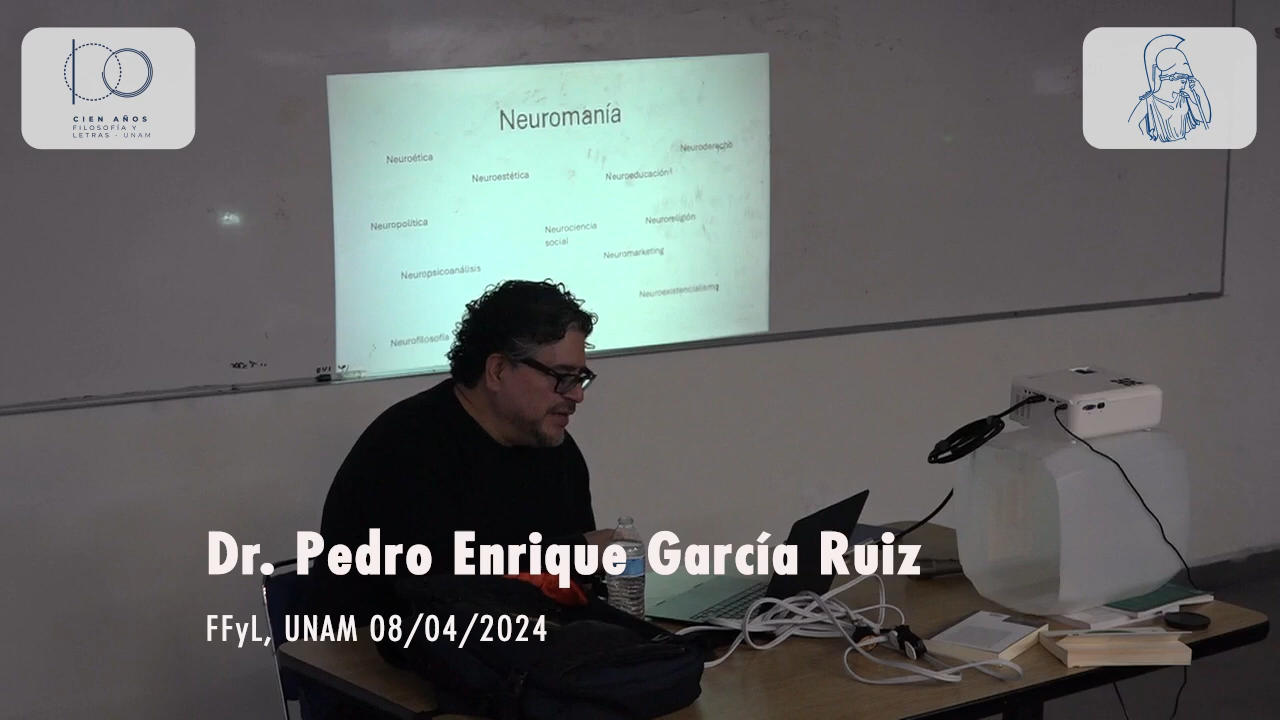 CIEN AÑOS
FILOSOFÍA Y
LETRAS · UNAM
Neuromanía
Neuroderecho
Neuroética
Neuroestética
Neuroeducación
Neuropolítica
Neurociencia
social
Neuroreligión
Neuromarketing
Neuropsicoanálisis
Neuroexistencialismo
Neurofilosofía
Dr. Pedro Enrique García Ruiz
FFyL, UNAM 08/04/2024